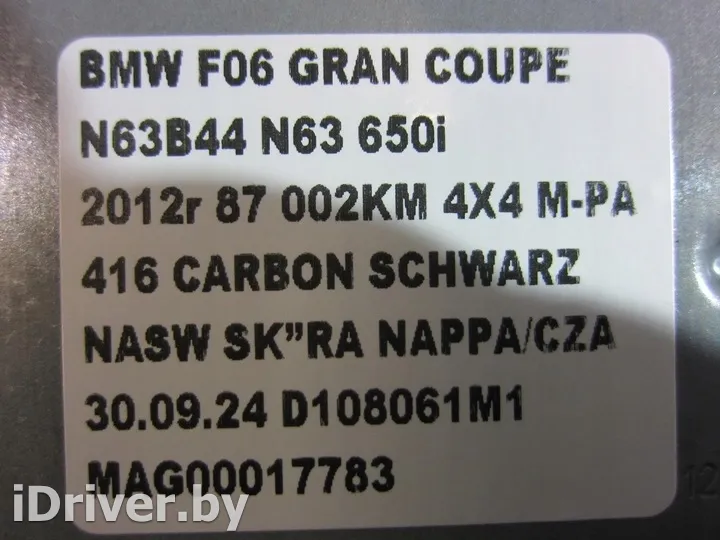 BMW F06 GRAN COUPE
N63B44 N63 650i
2012r 87 002KM 4X4 M-PA
416 CARBON SCHWARZ
NASW SK”RA NAPPA/CZA
30.09.24 D108061M1
MAG00017783
iDriver.by